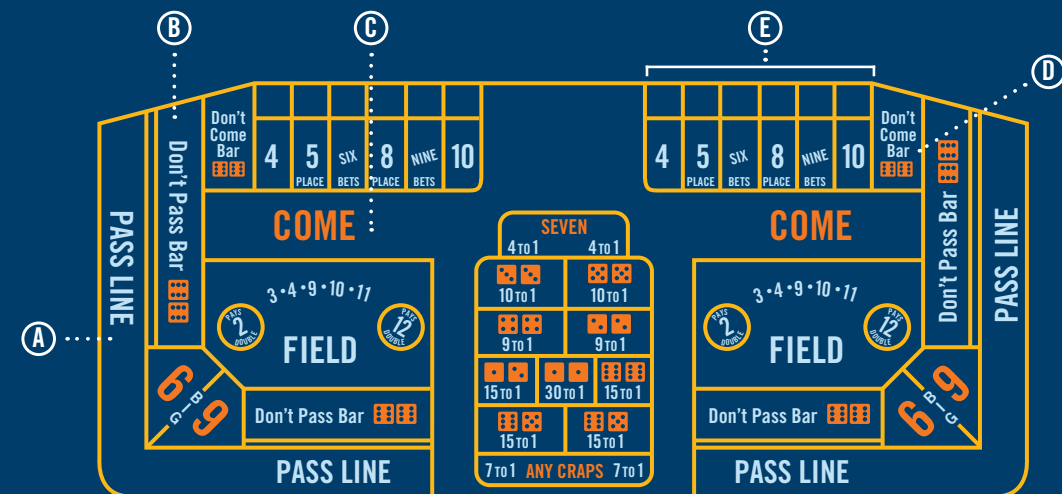 B
C
E
D
A
PASS LINE
Don't Pass Bar
Don't
Come
Bar
4
5
PLACE
SIX
BETS
8
PLACE
NINE
BETS
10
COME
3•4•9•10•11
PAYS
2
DOUBLE
PAYS
12
DOUBLE
FIELD
6
BIG
9
Don't Pass Bar
PASS LINE
SEVEN
4 TO 1 4 TO 1
10 TO 1 10 TO 1
9 TO 1 9 TO 1
15 TO 1 30 TO 1 15 TO 1
15 TO 1 15 TO 1
7 TO 1 ANY CRAPS 7 TO 1
4
5
PLACE
SIX
BETS
8
PLACE
NINE
BETS
10
Don't
Come
Bar
Don't Pass Bar
PASS LINE
COME
3•4•9•10•11
PAYS
2
DOUBLE
PAYS
12
DOUBLE
FIELD
6
BIG
9
Don't Pass Bar
PASS LINE